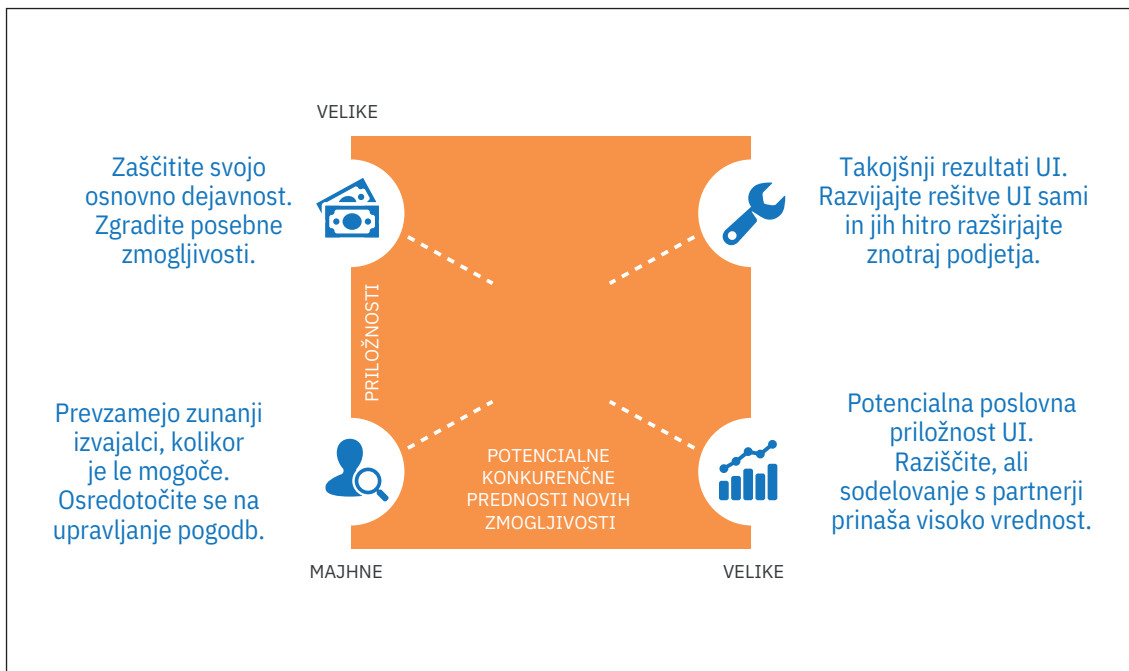 VELIKE
Zaščitite svojo
osnovno dejavnost.
Zgradite posebne
zmogljivosti.
Takojšnji rezultati UI.
Razvijajte rešitve UI sami
in jih hitro razširjajte
znotraj podjetja.
PRILOŽNOSTI
Prevzamejo zunanji
izvajalci, kolikor
je le mogoče.
Osredotočite se na
upravljanje pogodb.
POTENCIALNE
KONKURENČNE
PREDNOSTI NOVIH
ZMOGLJIVOSTI
Potencialna poslovna
priložnost UI.
Raziščite, ali
sodelovanje s partnerji
prinaša visoko vrednost.
MAJHNE
VELIKE